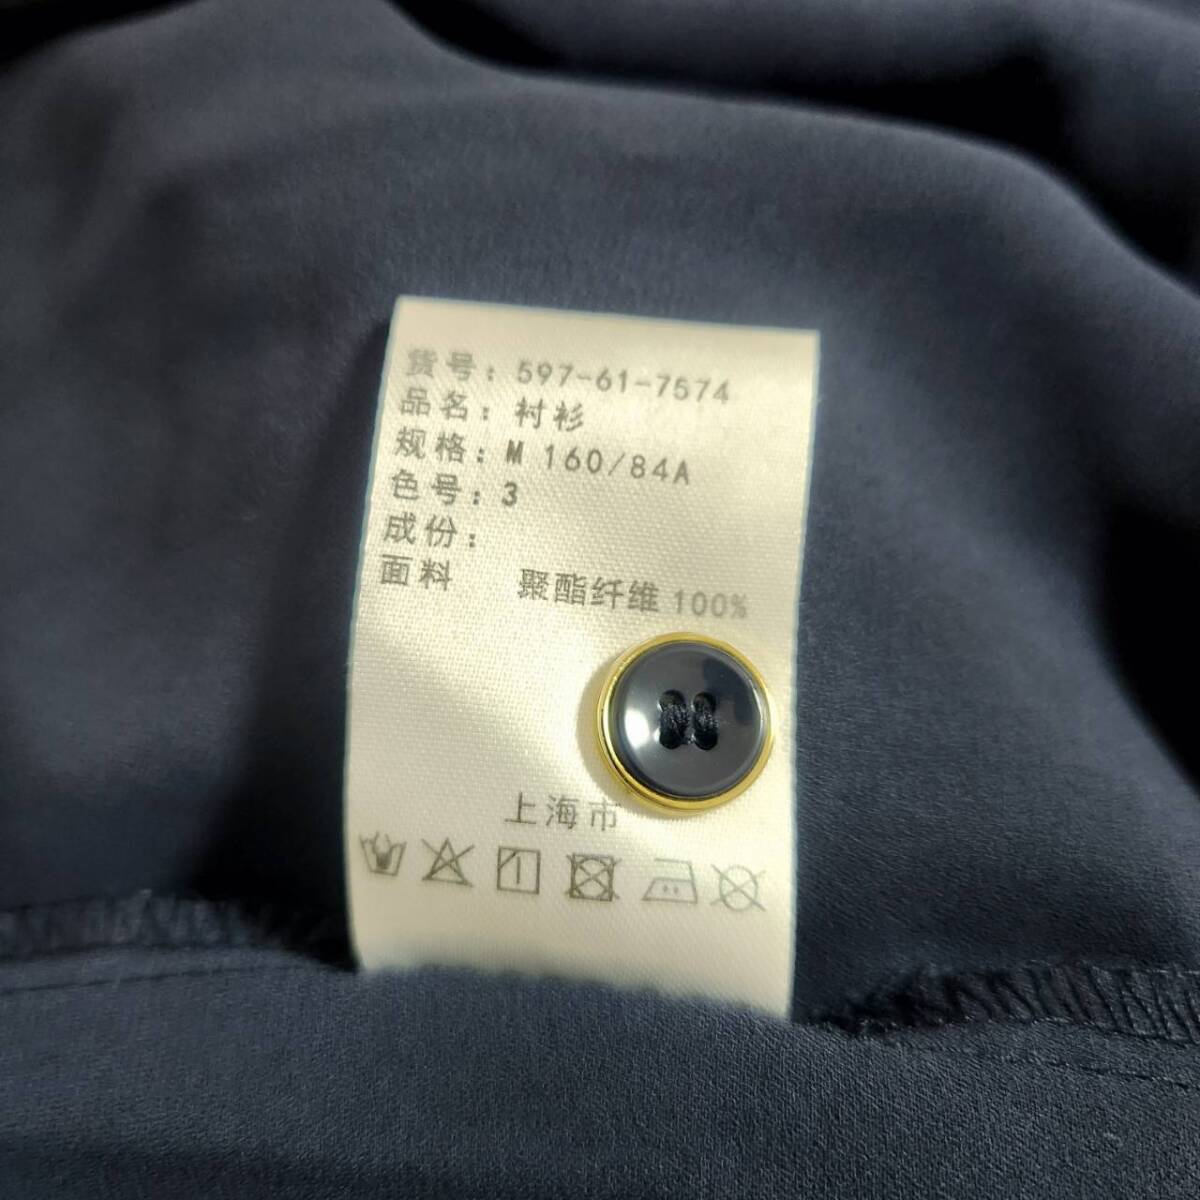 货号：597-61-7574
品名：衬衫
规格：M 160/84A
色号：3
成份：
面料 聚酯纤维 100%
上海市